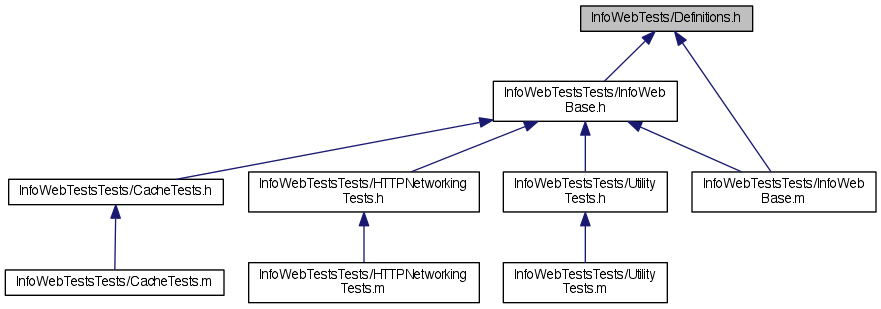 InfoWebTests/Definitions.h
InfoWebTestsTests/InfoWeb
Base.h
InfoWebTestsTests/CacheTests.h
InfoWebTestsTests/HTTPNetworking
Tests.h
InfoWebTestsTests/Utility
Tests.h
InfoWebTestsTests/InfoWeb
Base.m
InfoWebTestsTests/CacheTests.m
InfoWebTestsTests/HTTPNetworking
Tests.m
InfoWebTestsTests/Utility
Tests.m